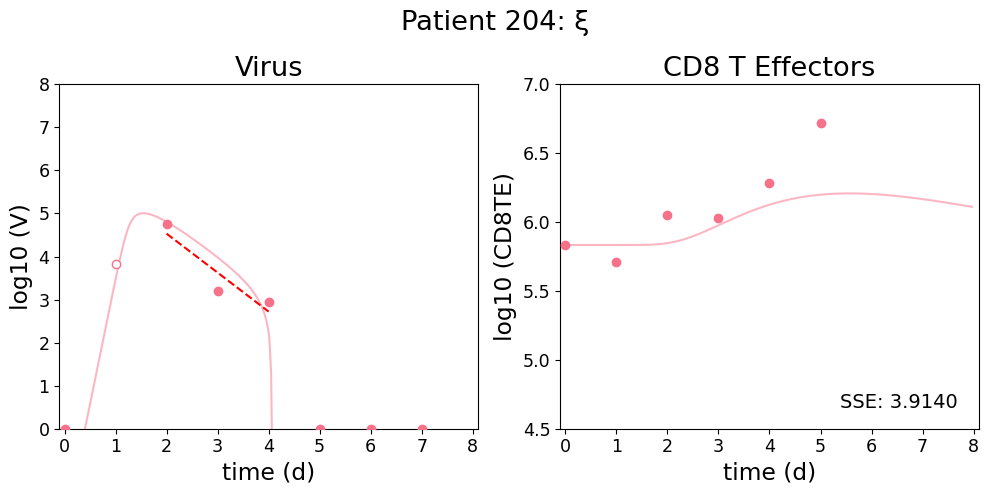 Patient 204: ξ
Virus
CD8 T Effectors
log10 (V)
8
7
6
5
4
3
2
1
0
0 1 2 3 4 5 6 7 8
time (d)
log10 (CD8TE)
7.0
6.5
6.0
5.5
5.0
4.5
SSE: 3.9140
0 1 2 3 4 5 6 7 8
time (d)